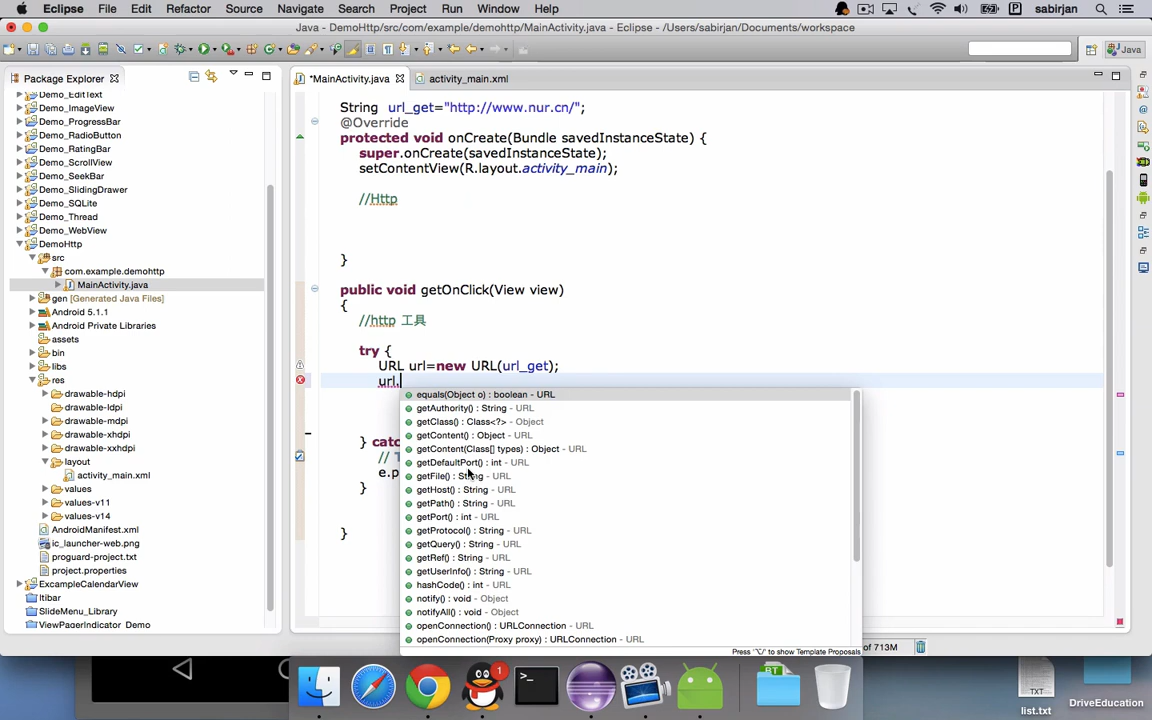 Eclipse File Edit Refactor Source Navigate Search Project Run Window Help sabirjan
Java - DemoHttp/src/com/example/demohttp/MainActivity.java - Eclipse - /Users/sabirjan/Documents/workspace
Java
Package Explorer
*MainActivity.java
activity_main.xml
Demo_EditText
Demo_ImageView
Demo_ProgressBar
Demo_RadioButton
Demo_RatingBar
Demo_ScrollView
Demo_SeekBar
Demo_SlidingDrawer
Demo_SQLite
Demo_Thread
Demo_WebView
DemoHttp
src
com.example.demohttp
MainActivity.java
gen [Generated Java Files]
Android 5.1.1
Android Private Libraries
assets
bin
libs
res
drawable-hdpi
drawable-ldpi
drawable-mdpi
drawable-xhdpi
drawable-xxhdpi
layout
activity_main.xml
values
values-v11
values-v14
AndroidManifest.xml
ic_launcher-web.png
proguard-project.txt
project.properties
ExcampleCalendarView
Itibar
SlideMenu_Library
ViewPagerIndicator_Demo
String url_get="http://www.nur.cn/";
@Override
protected void onCreate(Bundle savedInstanceState) {
super.onCreate(savedInstanceState);
setContentView(R.layout.activity_main);
//Http
}
public void getOnClick(View view)
{
//http 工具
try {
URL url=new URL(url_get);
url.
} catc
// T
e.p
}
}
equals(Object o) : boolean - URL
getAuthority() : String - URL
getClass() : Class<?> - Object
getContent() : Object - URL
getContent(Class[] types) : Object - URL
getDefaultPort() : int - URL
getFile() : String - URL
getHost() : String - URL
getPath() : String - URL
getPort() : int - URL
getProtocol() : String - URL
getQuery() : String - URL
getRef() : String - URL
getUserInfo() : String - URL
hashCode() : int - URL
notify() : void - Object
notifyAll() : void - Object
openConnection() : URLConnection - URL
openConnection(Proxy proxy) : URLConnection - URL
Press '⌥/' to show Template Proposals
of 713M
1
BT
TXT
list.txt
DriveEducation